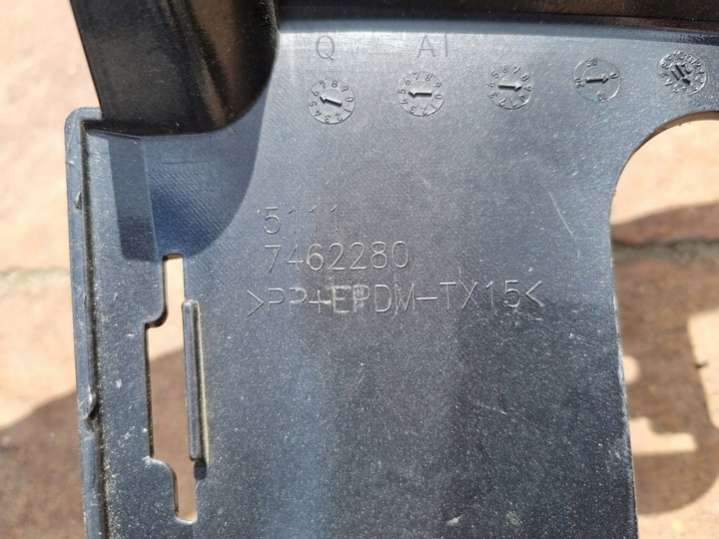 Q AI
5111
7462280
>PP+EPDM-TX15<